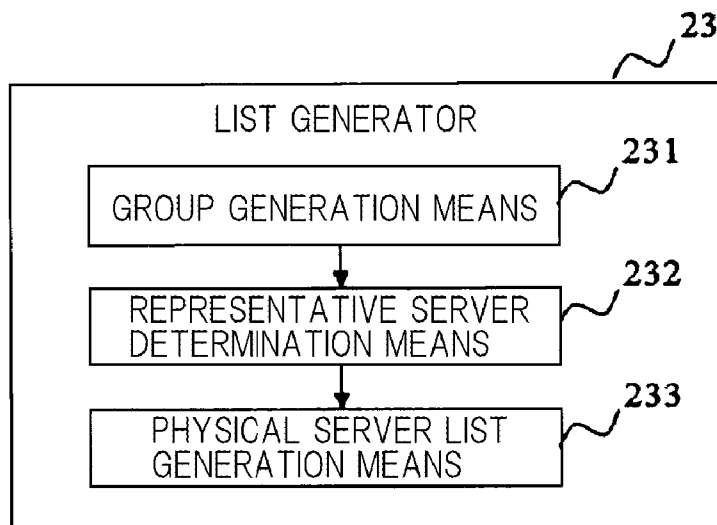 23
LIST GENERATOR
231
GROUP GENERATION MEANS
232
REPRESENTATIVE SERVER
DETERMINATION MEANS
233
PHYSICAL SERVER LIST
GENERATION MEANS